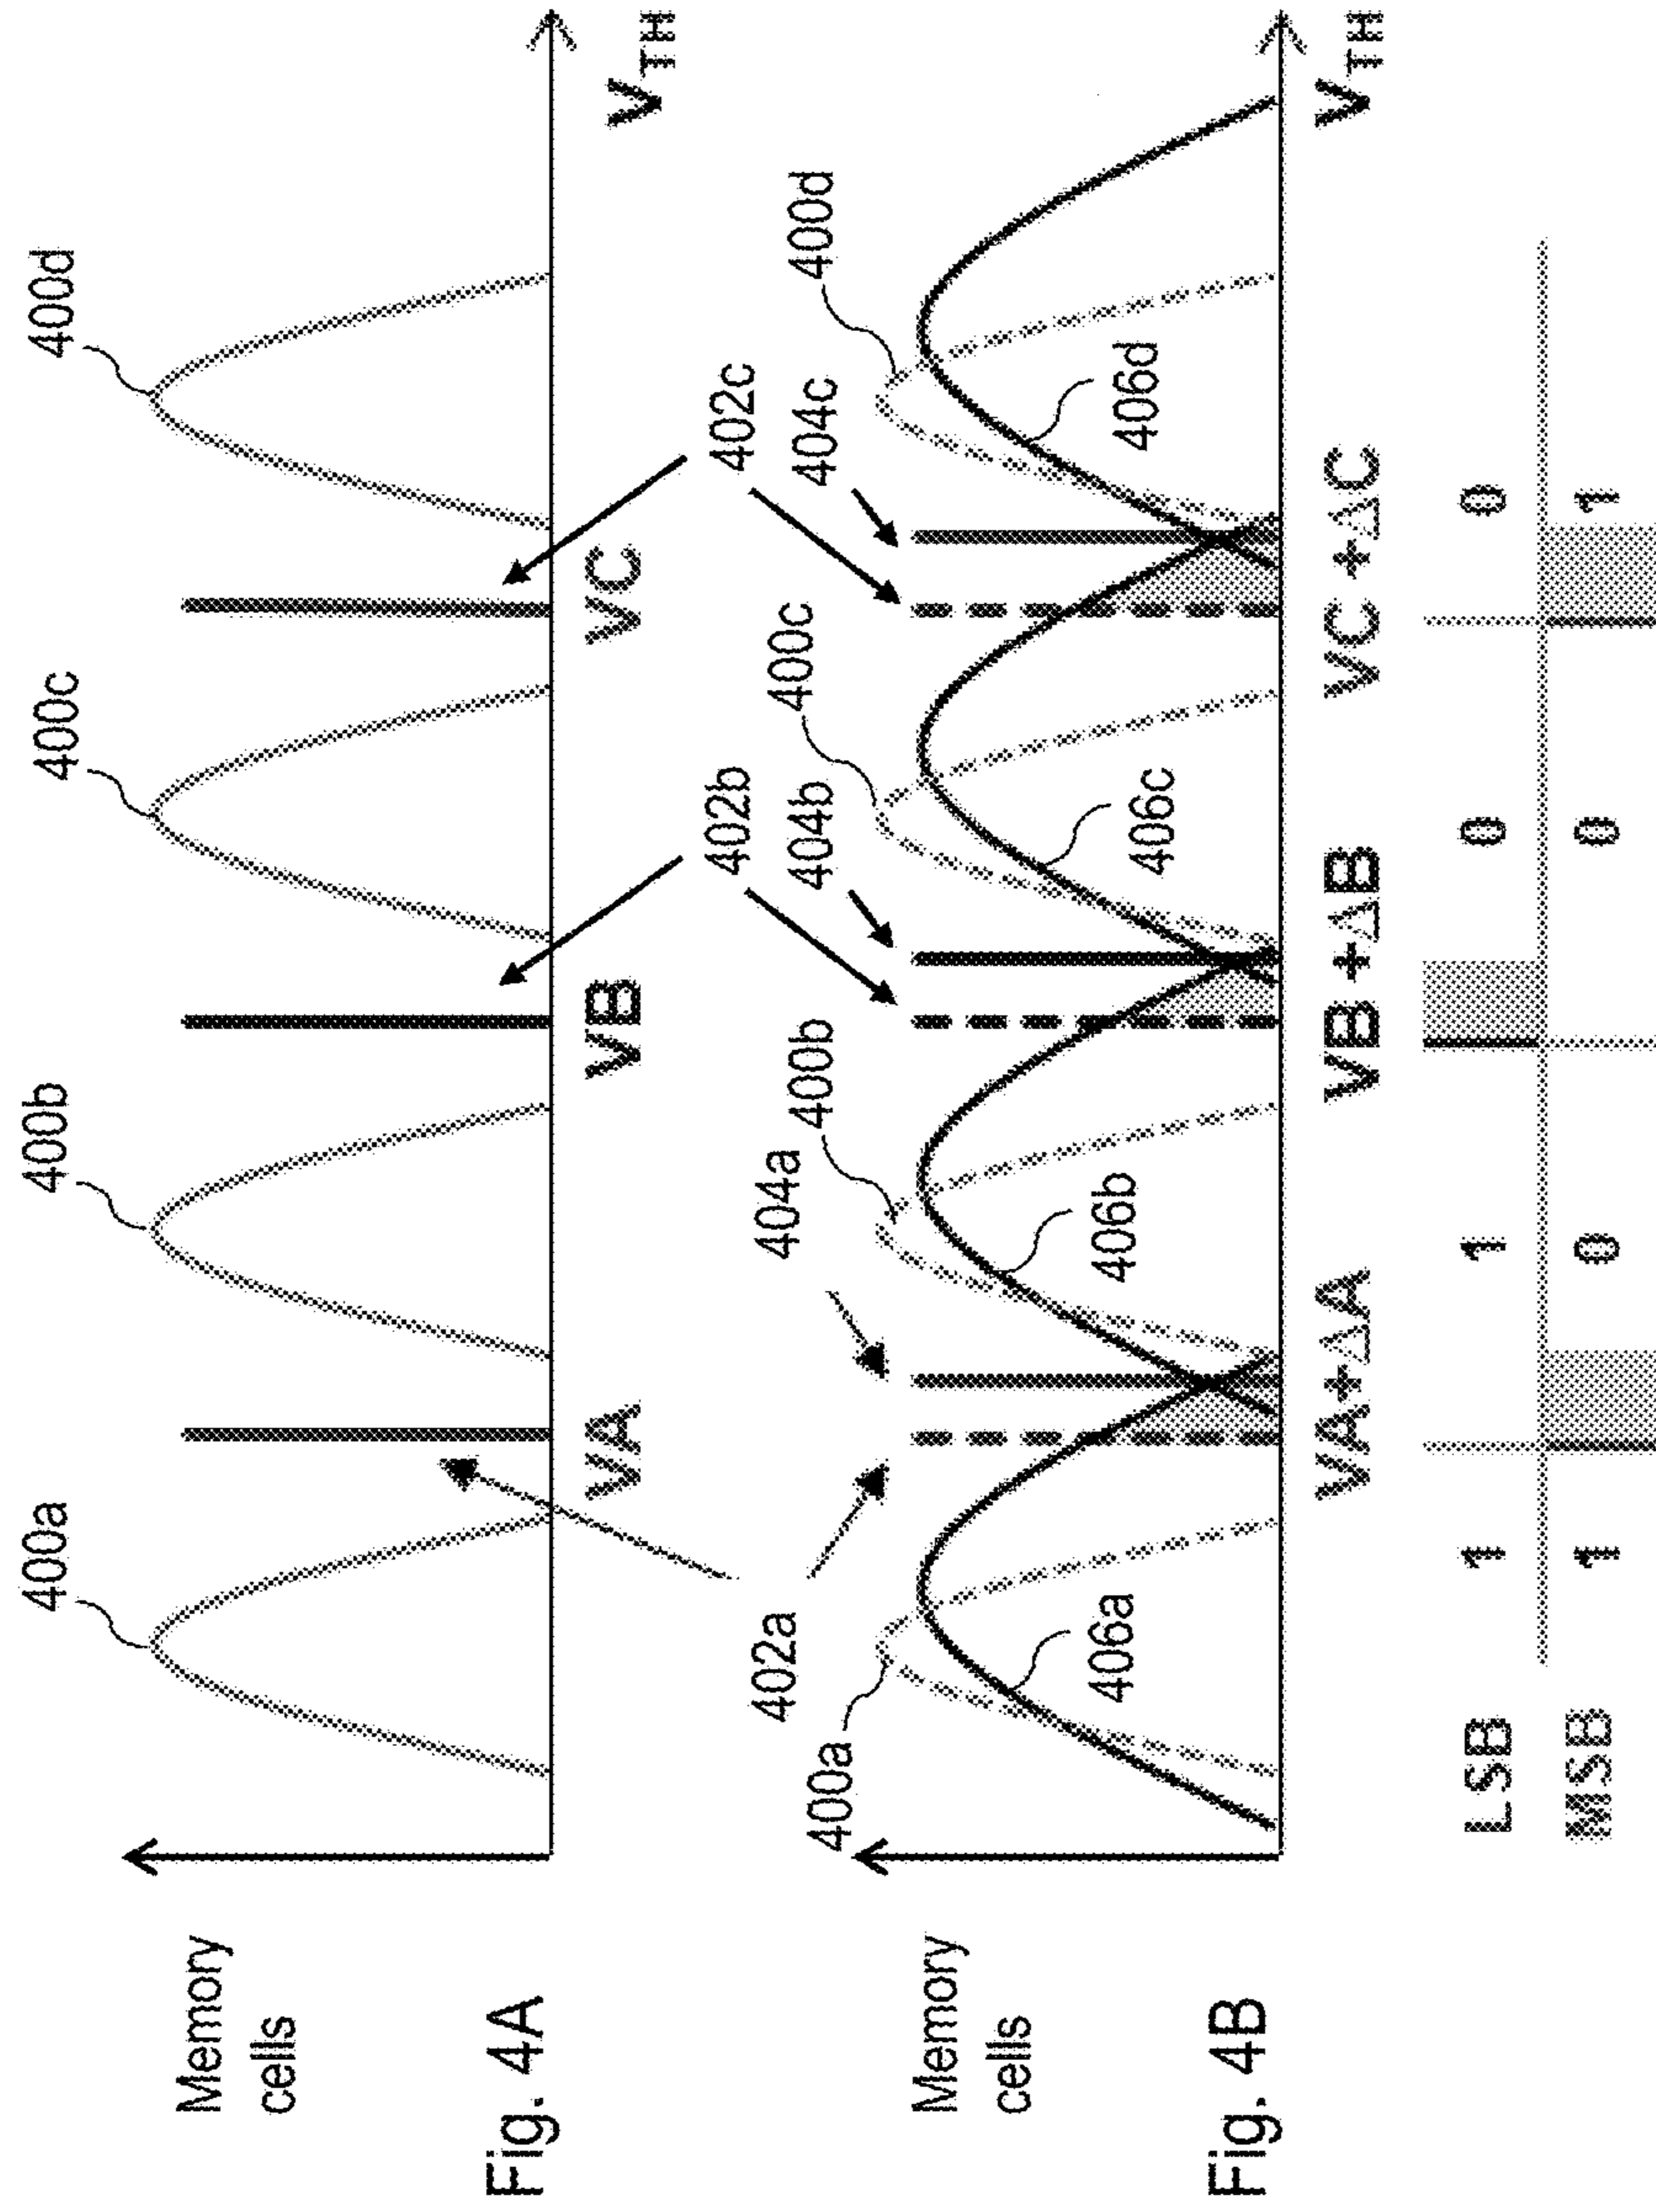 400a
400b
400c
400d
Memory
cells
VA
VB
VC
V_TH
Fig. 4A
402a
402b
402c
404a
404b
404c
400a
400b
400c
400d
Memory
cells
406a
406b
406c
406d
VA+ΔA
VB +ΔB
VC +ΔC
V_TH
Fig. 4B
LSB 1 1 0 0
MSB 1 0 0 1